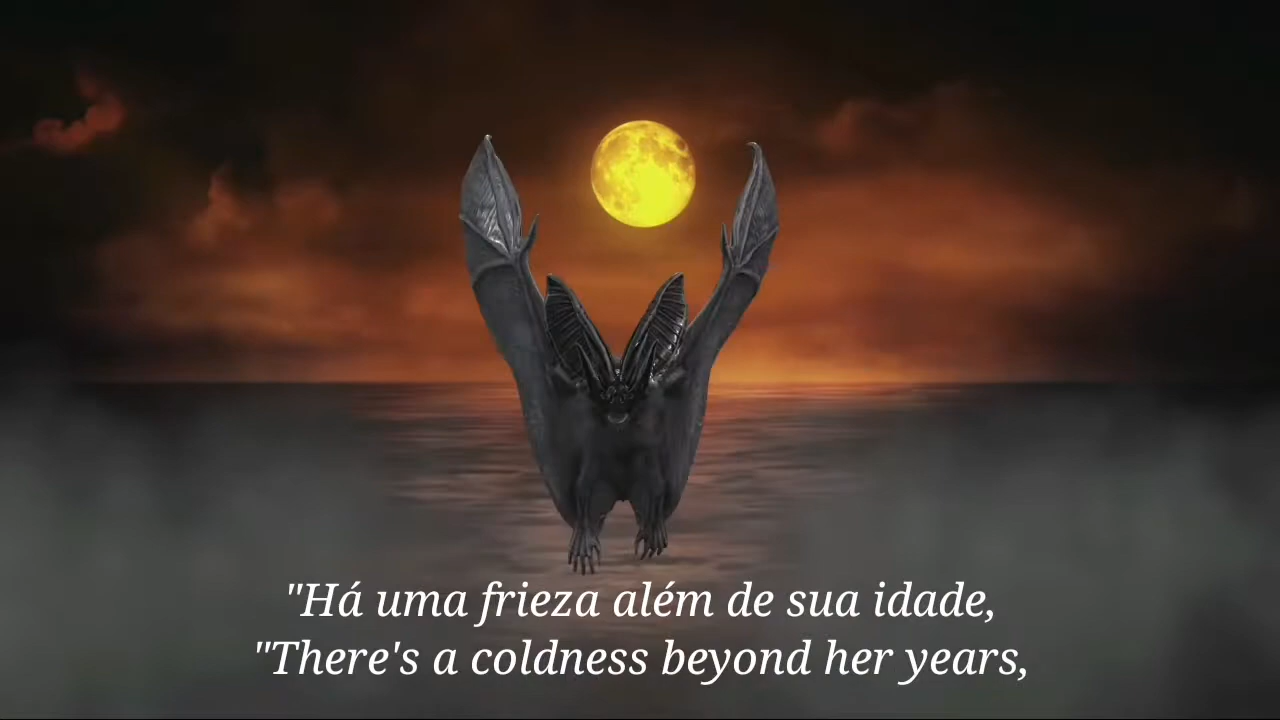 "Há uma frieza além de sua idade,
"There's a coldness beyond her years,